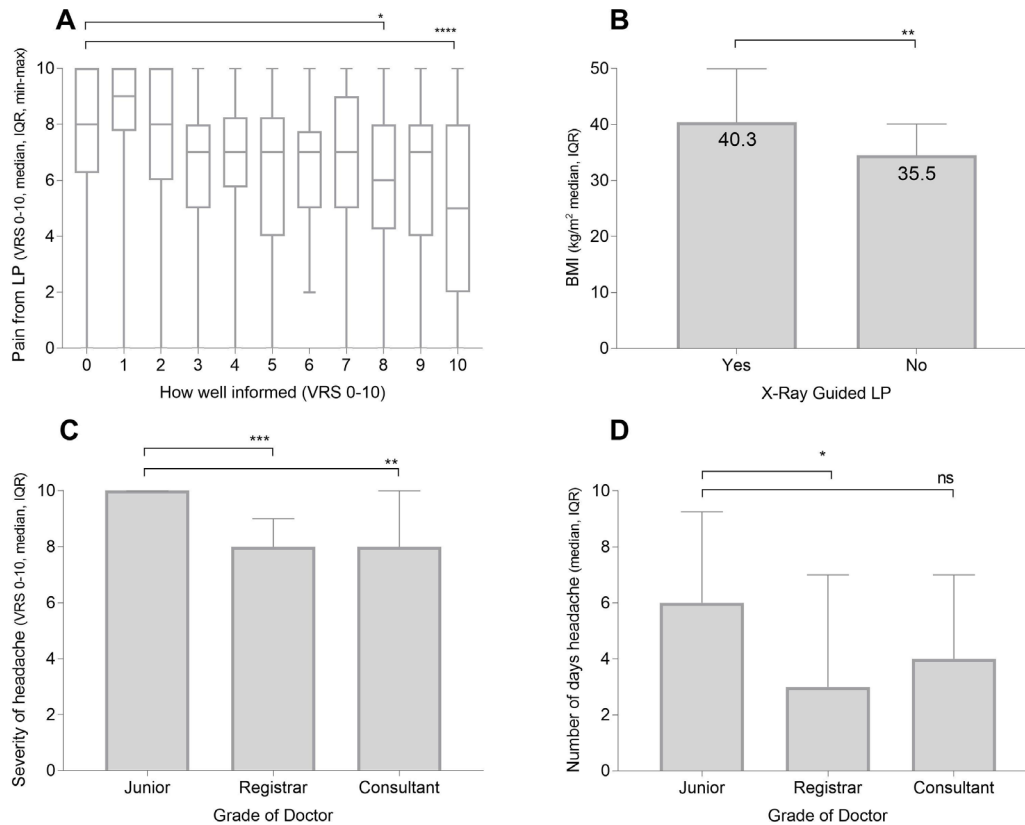 A
*
****
Pain from LP (VRS 0-10, median, IQR, min-max)
10
8
6
4
2
0
0 1 2 3 4 5 6 7 8 9 10
How well informed (VRS 0-10)
B
**
BMI (kg/m² median, IQR)
50
40
30
20
10
0
40.3
35.5
Yes No
X-Ray Guided LP
C
***
**
Severity of headache (VRS 0-10, median, IQR)
10
8
6
4
2
0
Junior Registrar Consultant
Grade of Doctor
D
*
ns
Number of days headache (median, IQR)
10
8
6
4
2
0
Junior Registrar Consultant
Grade of Doctor